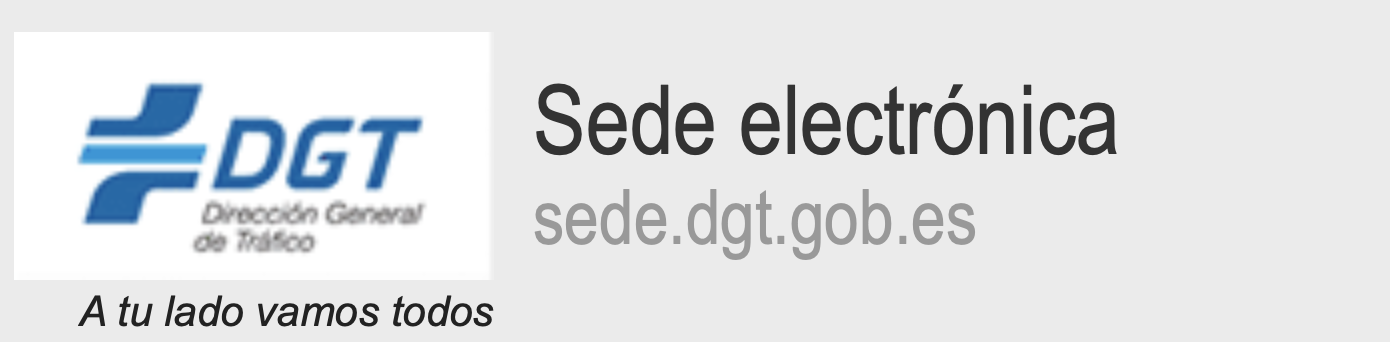 DGT
Dirección General
de Tráfico
Sede electrónica
sede.dgt.gob.es
A tu lado vamos todos